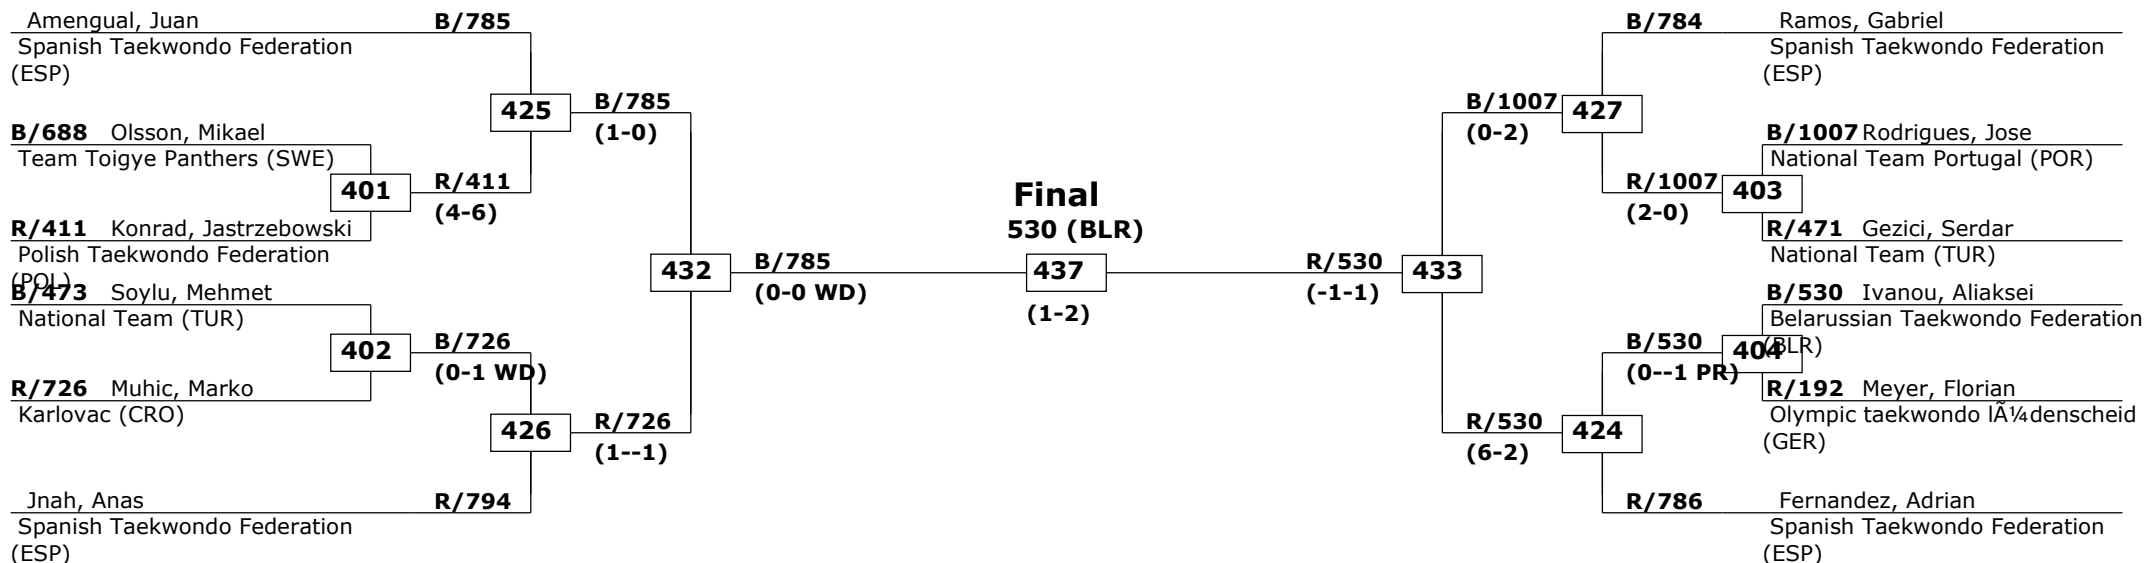 Amengual, Juan
B/785
Spanish Taekwondo Federation
(ESP)
425
B/785
(1-0)
B/688 Olsson, Mikael
Team Toigye Panthers (SWE)
401
R/411
(4-6)
R/411 Konrad, Jastrzebowski
Polish Taekwondo Federation
(POL)
432
B/785
(0-0 WD)
B/473 Soylu, Mehmet
National Team (TUR)
402
B/726
(0-1 WD)
R/726 Muhic, Marko
Karlovac (CRO)
426
R/726
(1--1)
Jnah, Anas
R/794
Spanish Taekwondo Federation
(ESP)
Final
530 (BLR)
437
(1-2)
B/784
Ramos, Gabriel
Spanish Taekwondo Federation
(ESP)
B/1007
427
(0-2)
B/1007 Rodrigues, Jose
National Team Portugal (POR)
R/1007
403
(2-0)
R/471 Gezici, Serdar
National Team (TUR)
R/530
433
(-1-1)
B/530 Ivanou, Aliaksei
Belarussian Taekwondo Federation
(BLR)
B/530
404
(0--1 PR)
R/192 Meyer, Florian
Olympic taekwondo lÃ¼denscheid
(GER)
R/530
424
(6-2)
R/786
Fernandez, Adrian
Spanish Taekwondo Federation
(ESP)